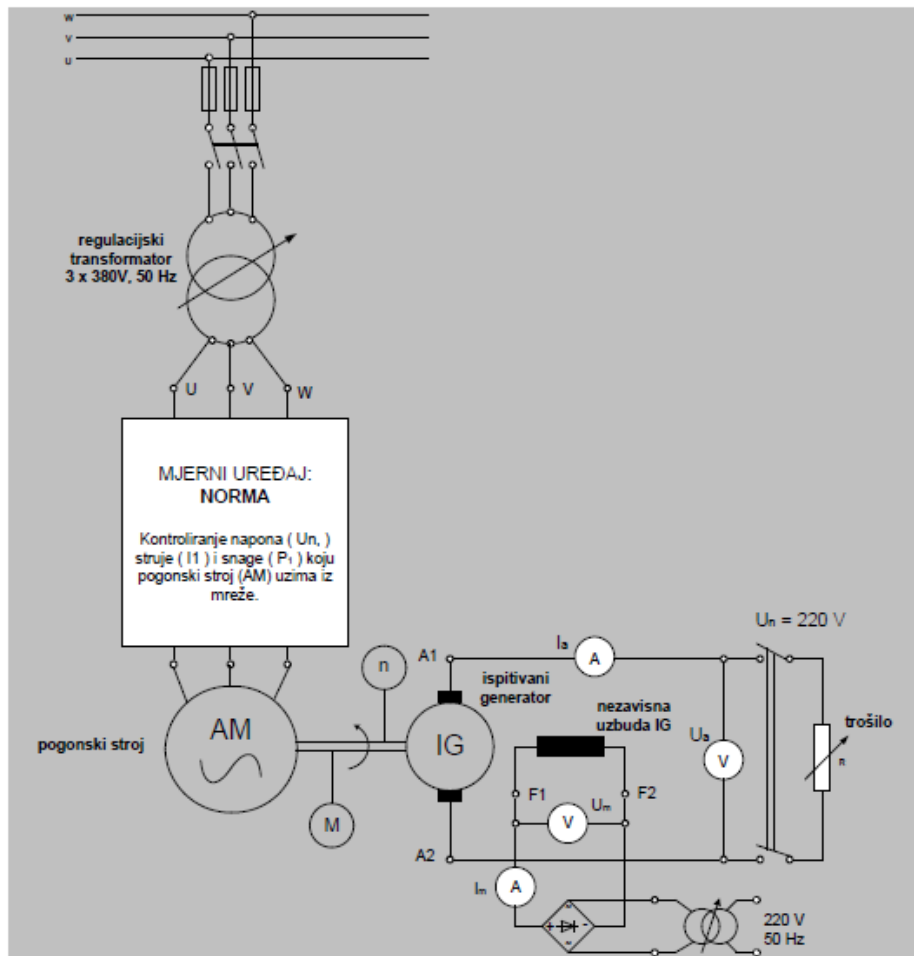 w
v
u
regulacijski
transformator
3 x 380V, 50 Hz
U
V
W
MJERNI UREĐAJ:
NORMA
Kontroliranje napona ( Un, )
struje ( I1 ) i snage ( P₁ ) koju
pogonski stroj (AM) uzima iz
mreže.
Uₙ = 220 V
n
A1
Iₐ
A
ispitivani
generator
nezavisna
uzbuda IG
trošilo
pogonski stroj
AM
IG
Uₐ
V
R
F1
F2
Uₘ
V
M
A2
Iₘ
A
~
+
-
~
220 V
50 Hz